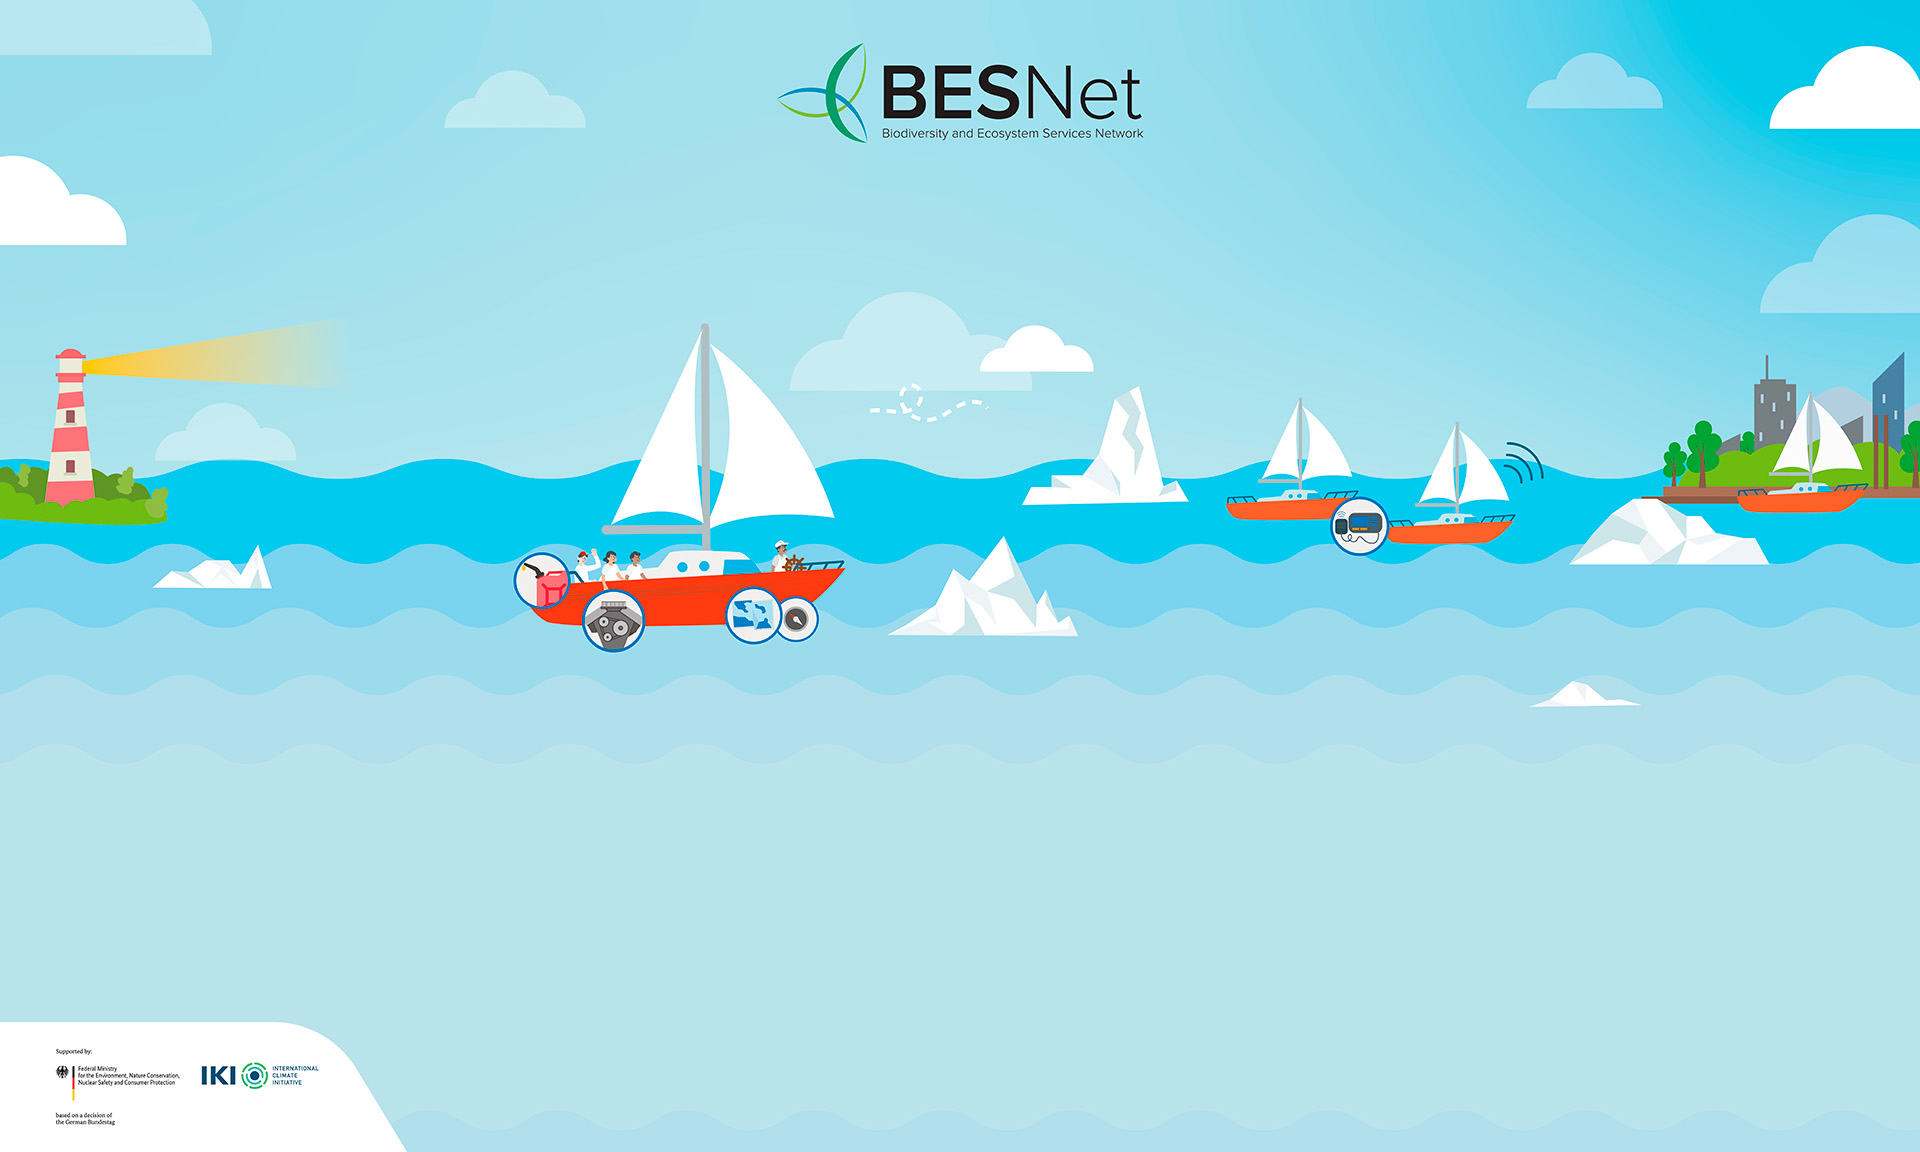 BESNet
Biodiversity and Ecosystem Services Network
Supported by:
Federal Ministry
for the Environment, Nature Conservation,
Nuclear Safety and Consumer Protection
IKI
INTERNATIONAL
CLIMATE
INITIATIVE
based on a decision of
the German Bundestag